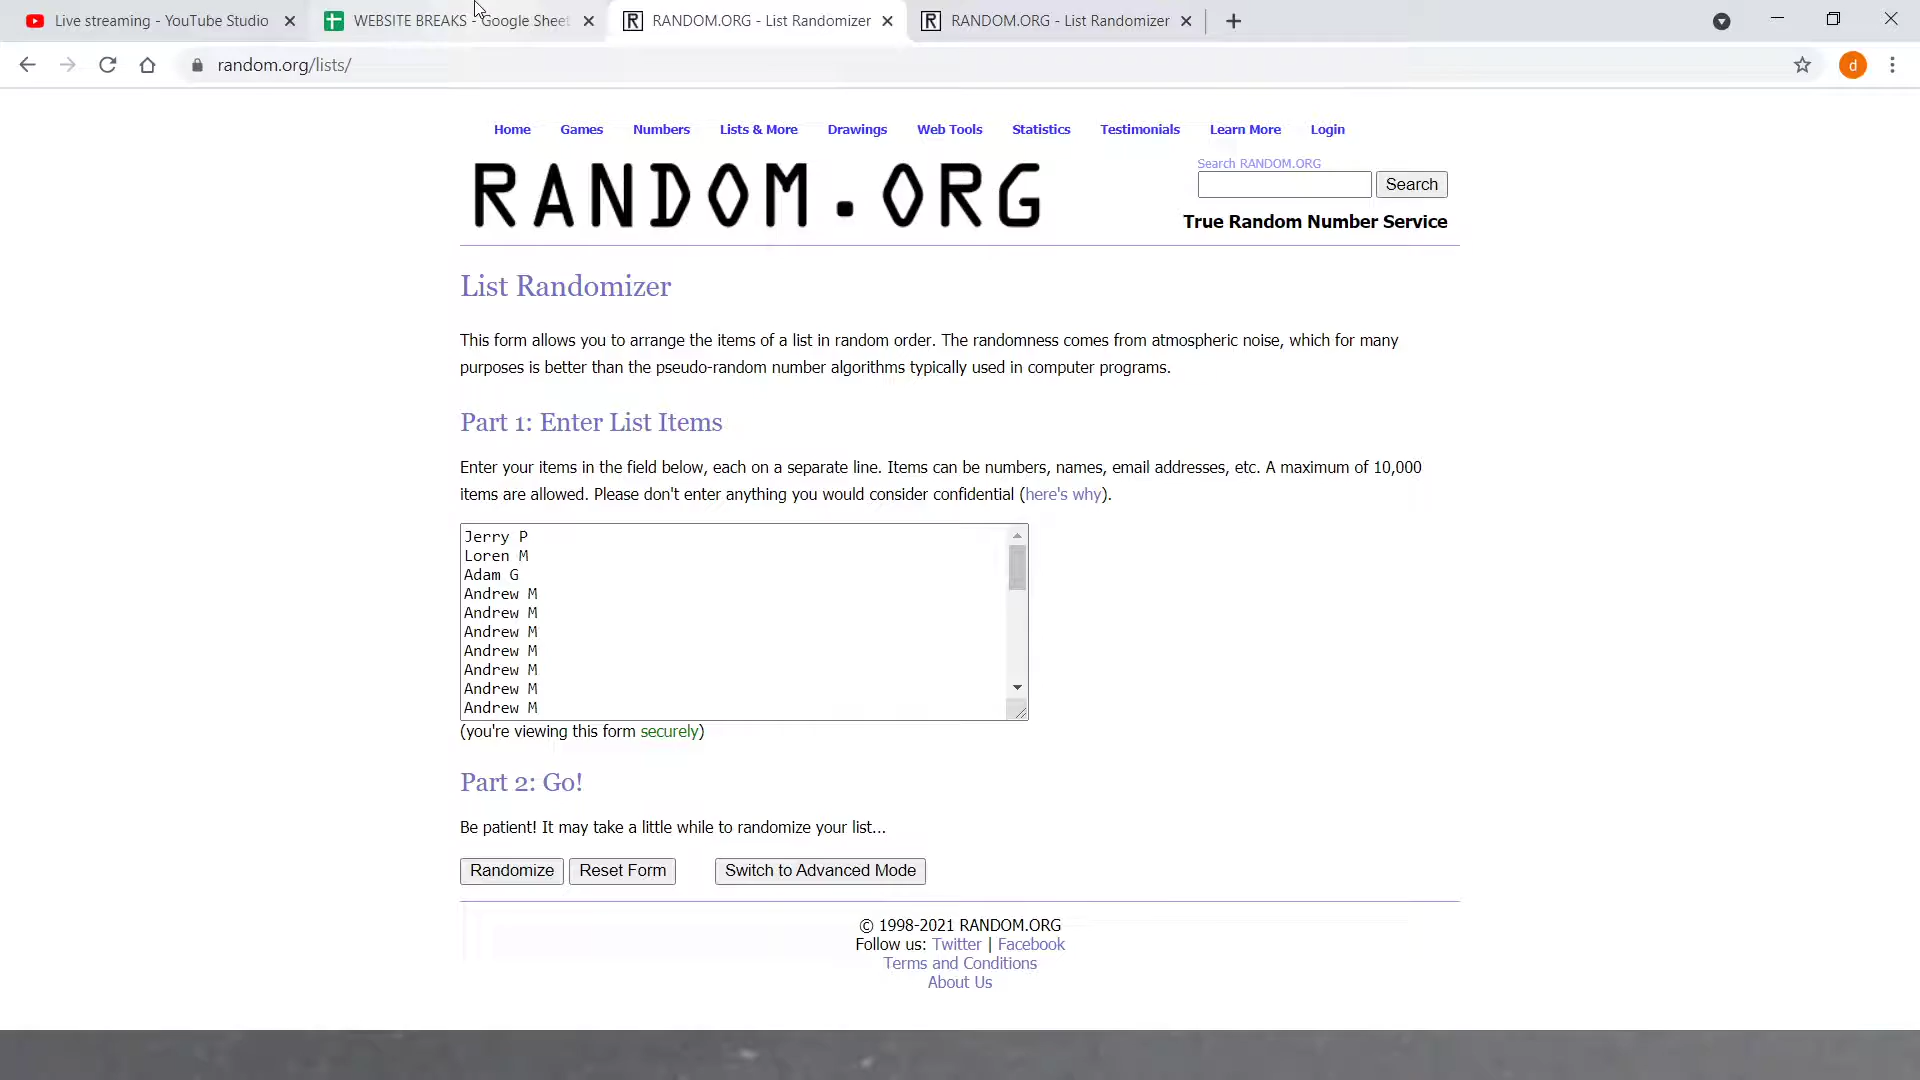 Live streaming - YouTube Studio
WEBSITE BREAKS - Google Sheet
RANDOM.ORG - List Randomizer
RANDOM.ORG - List Randomizer
random.org/lists/
d
Home Games Numbers Lists & More Drawings Web Tools Statistics Testimonials Learn More Login
RANDOM.ORG
Search RANDOM.ORG
Search
True Random Number Service
List Randomizer
This form allows you to arrange the items of a list in random order. The randomness comes from atmospheric noise, which for many
purposes is better than the pseudo-random number algorithms typically used in computer programs.
Part 1: Enter List Items
Enter your items in the field below, each on a separate line. Items can be numbers, names, email addresses, etc. A maximum of 10,000
items are allowed. Please don't enter anything you would consider confidential (here's why).
Jerry P
Loren M
Adam G
Andrew M
Andrew M
Andrew M
Andrew M
Andrew M
Andrew M
Andrew M
(you're viewing this form securely)
Part 2: Go!
Be patient! It may take a little while to randomize your list...
Randomize Reset Form Switch to Advanced Mode
© 1998-2021 RANDOM.ORG
Follow us: Twitter | Facebook
Terms and Conditions
About Us